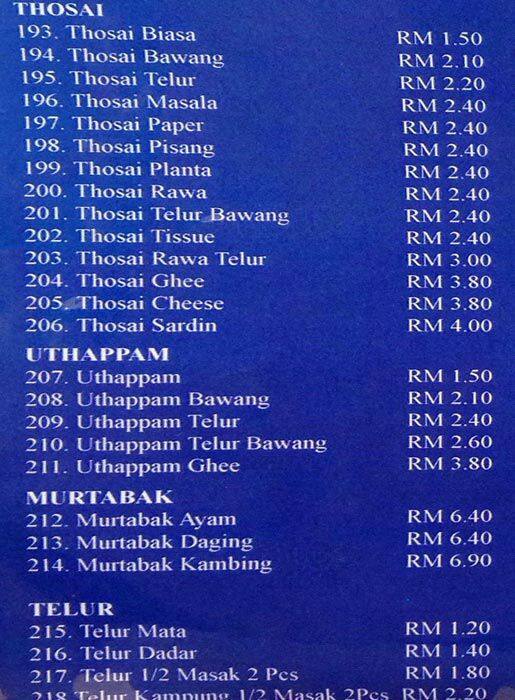 THOSAI
193. Thosai Biasa RM 1.50
194. Thosai Bawang RM 2.10
195. Thosai Telur RM 2.20
196. Thosai Masala RM 2.40
197. Thosai Paper RM 2.40
198. Thosai Pisang RM 2.40
199. Thosai Planta RM 2.40
200. Thosai Rawa RM 2.40
201. Thosai Telur Bawang RM 2.40
202. Thosai Tissue RM 2.40
203. Thosai Rawa Telur RM 3.00
204. Thosai Ghee RM 3.80
205. Thosai Cheese RM 3.80
206. Thosai Sardin RM 4.00
UTHAPPAM
207. Uthappam RM 1.50
208. Uthappam Bawang RM 2.10
209. Uthappam Telur RM 2.40
210. Uthappam Telur Bawang RM 2.60
211. Uthappam Ghee RM 3.80
MURTABAK
212. Murtabak Ayam RM 6.40
213. Murtabak Daging RM 6.40
214. Murtabak Kambing RM 6.90
TELUR
215. Telur Mata RM 1.20
216. Telur Dadar RM 1.40
217. Telur 1/2 Masak 2 Pcs RM 1.80
218 Telur Kampung 1/2 Masak 2Pcs RM 2.20